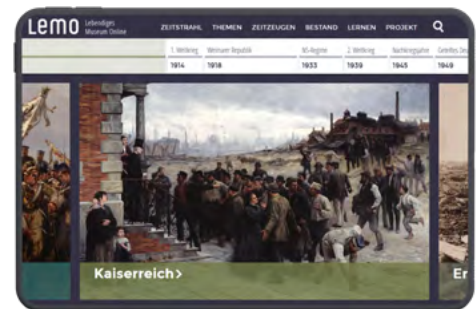 LEMO Lebendiges Museum Online
ZEITSTRAHL THEMEN ZEITZEUGEN BESTAND LERNEN PROJEKT
1. Weltkrieg Weimarer Republik NS-Regime 2. Weltkrieg Nachkriegsjahre Geteiltes
1914 1918 1933 1939 1945 1949
Kaiserreich>
Er